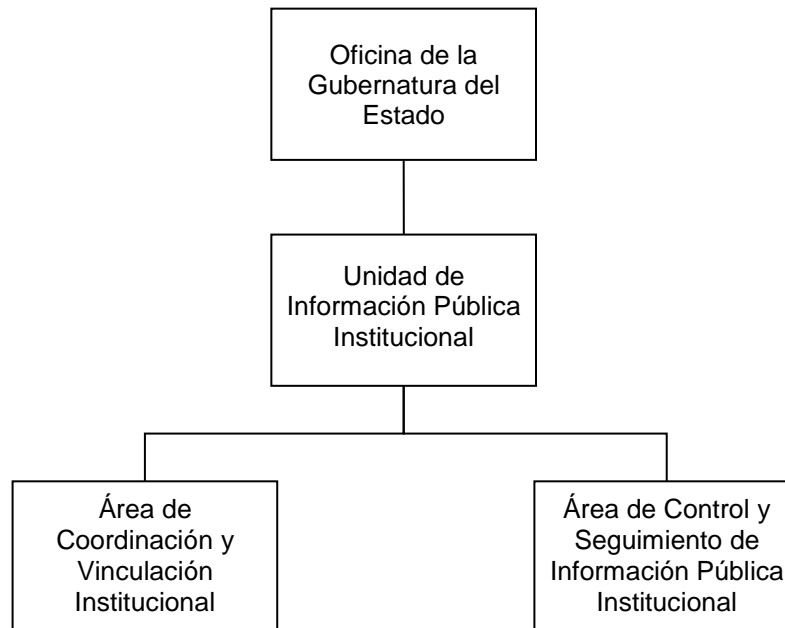 Oficina de la
Gubernatura del
Estado
Unidad de
Información Pública
Institucional
Área de
Coordinación y
Vinculación
Institucional
Área de Control y
Seguimiento de
Información Pública
Institucional